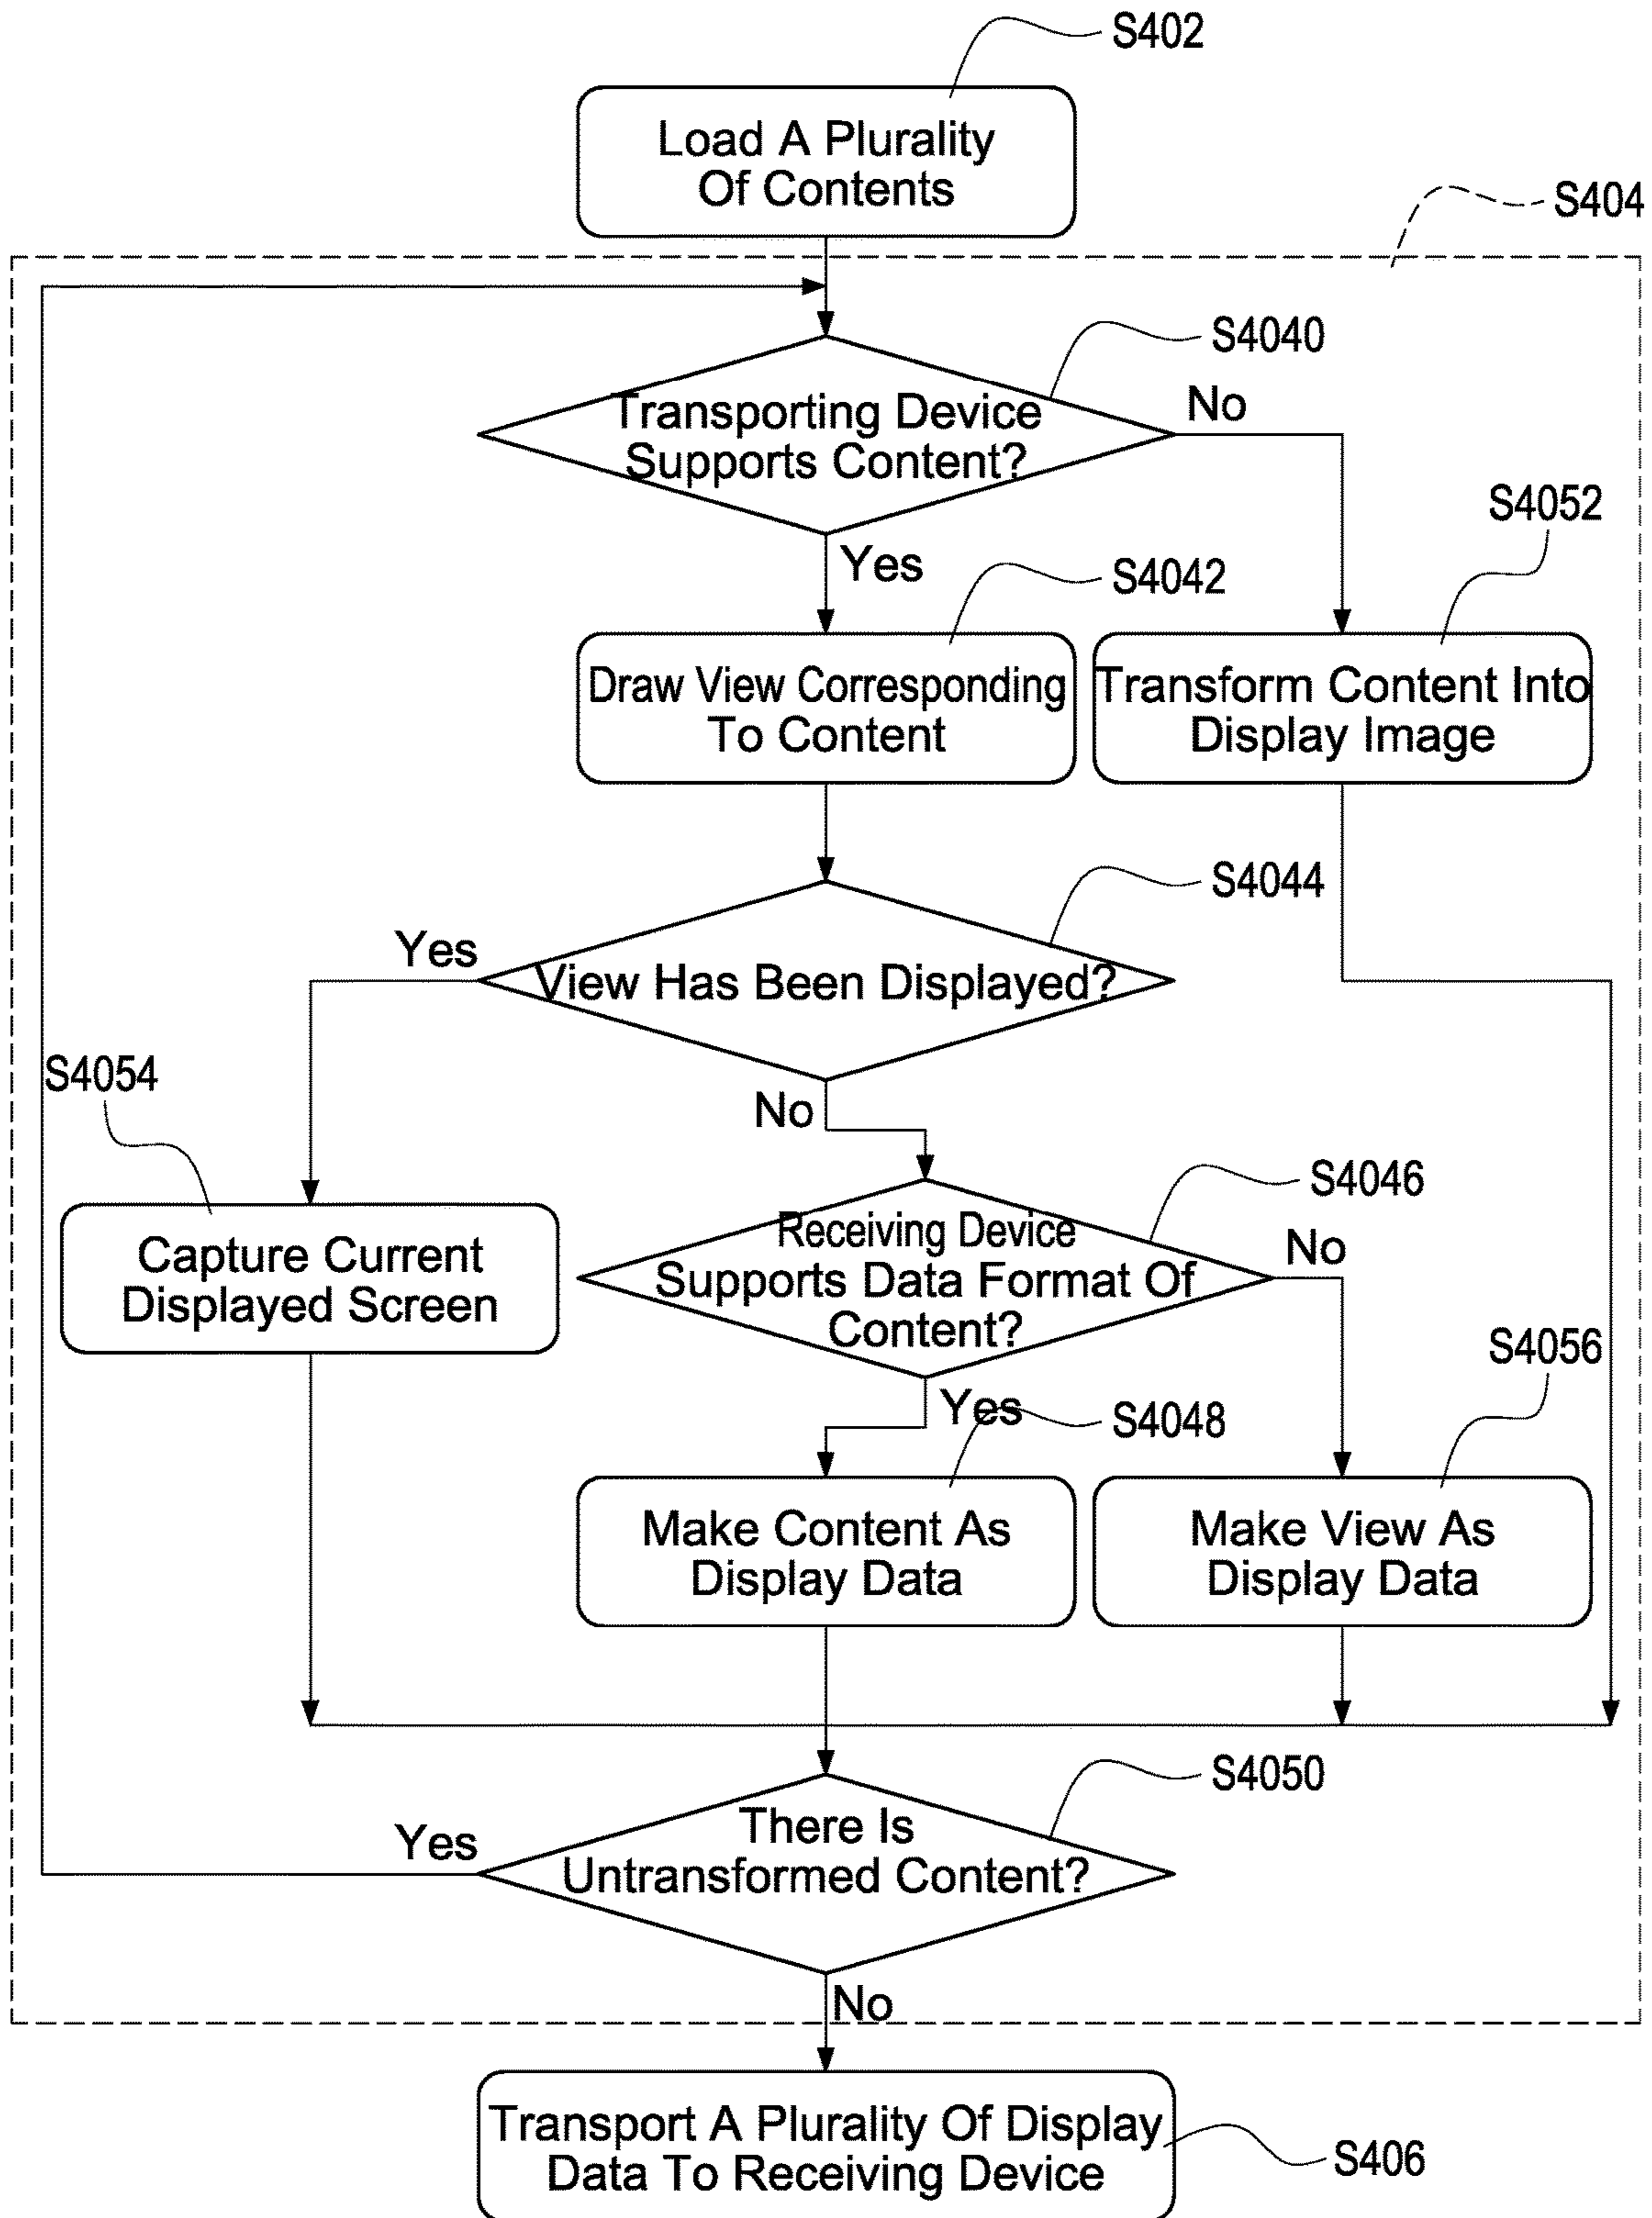 S402
Load A Plurality
Of Contents
S404
S4040
Transporting Device
Supports Content?
No
Yes
S4052
S4042
Draw View Corresponding
To Content
Transform Content Into
Display Image
S4044
Yes
View Has Been Displayed?
S4054
No
S4046
Capture Current
Displayed Screen
Receiving Device
Supports Data Format Of
Content?
No
S4056
Yes
S4048
Make Content As
Display Data
Make View As
Display Data
S4050
Yes
There Is
Untransformed Content?
No
Transport A Plurality Of Display
Data To Receiving Device
S406